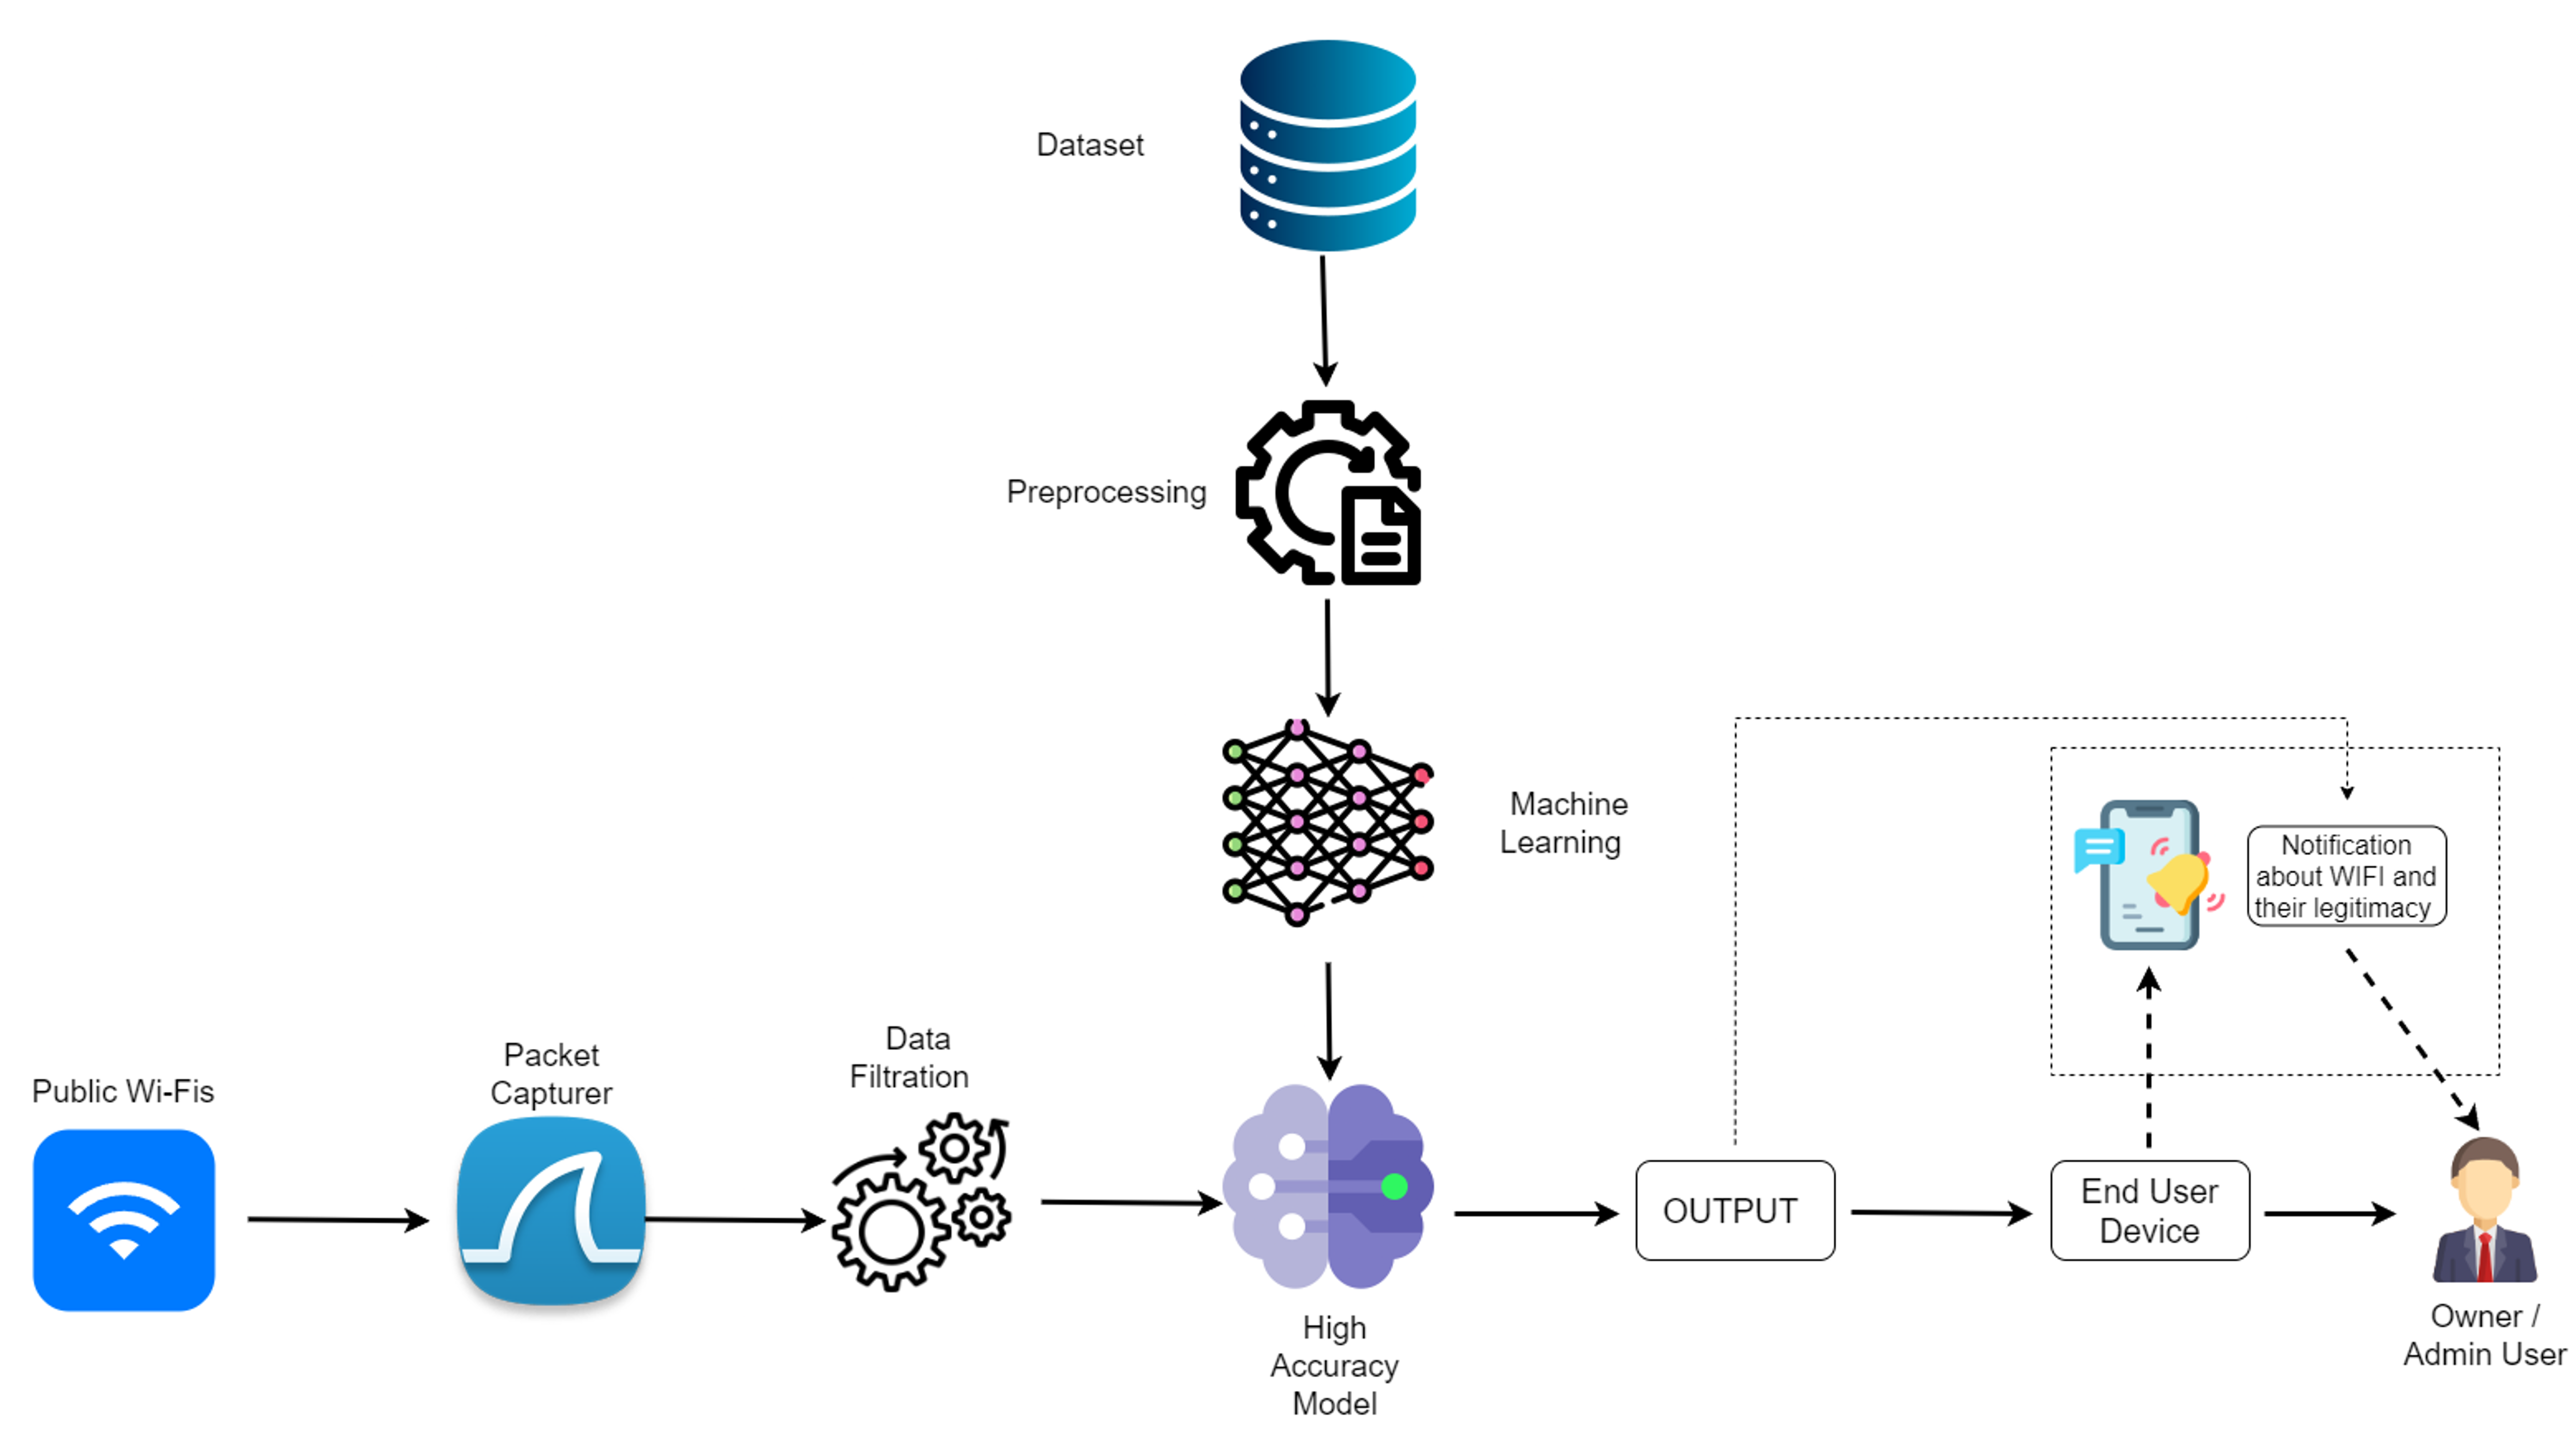 Dataset
Preprocessing
Machine
Learning
Notification
about WIFI and
their legitimacy
Data
Filtration
Packet
Capturer
Public Wi-Fis
OUTPUT
End User
Device
High
Accuracy
Model
Owner /
Admin User